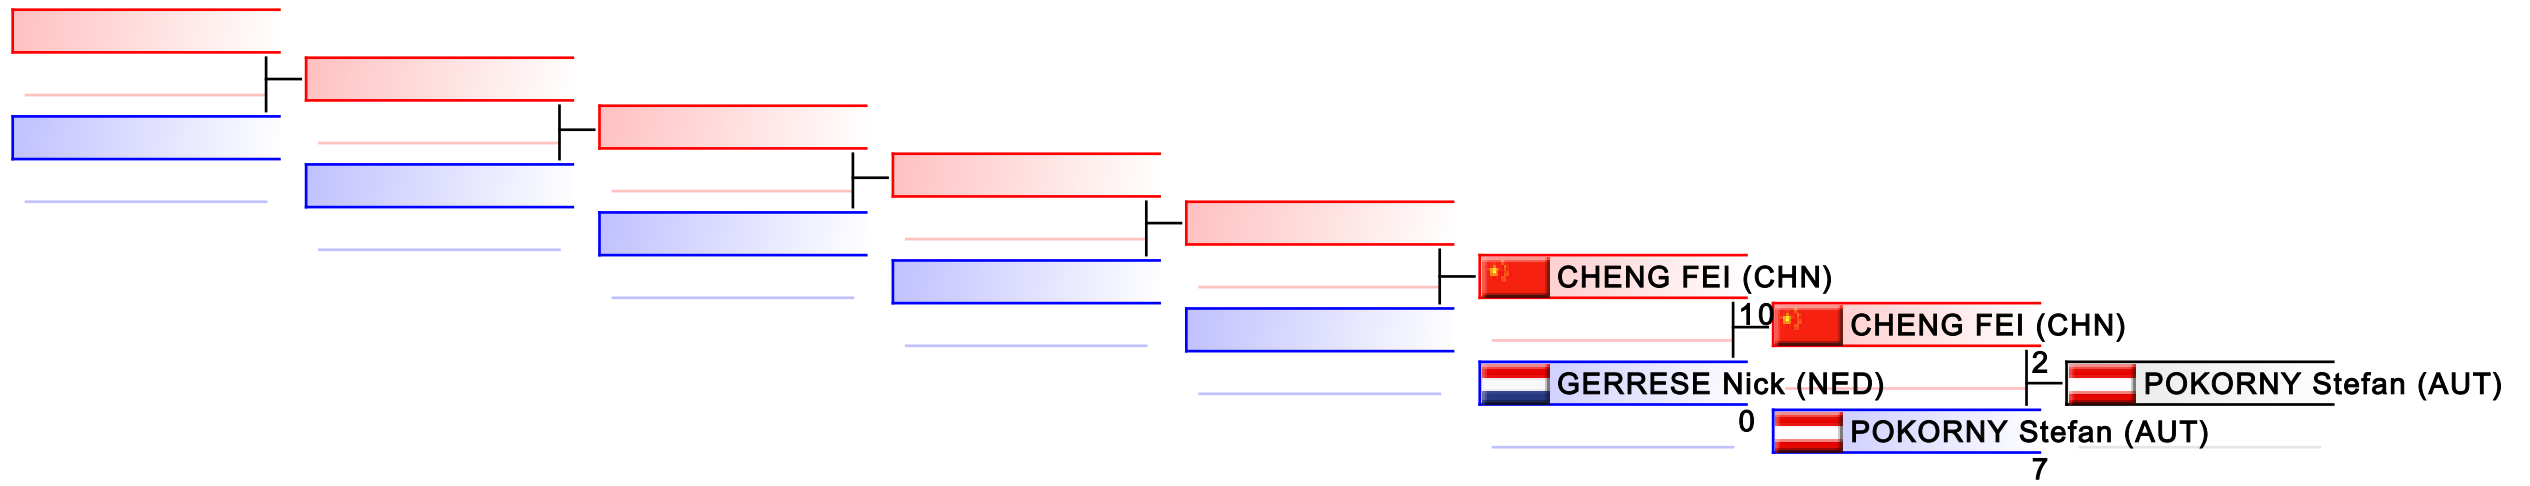 CHENG FEI (CHN)
10
CHENG FEI (CHN)
2
GERRESE Nick (NED)
POKORNY Stefan (AUT)
0
POKORNY Stefan (AUT)
7